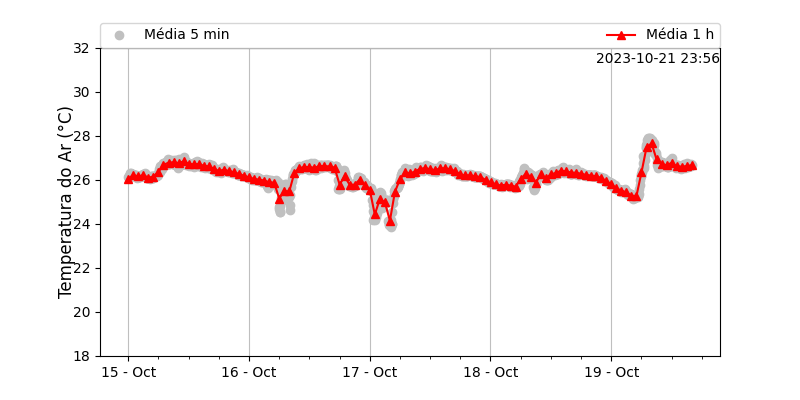 Média 5 min
Média 1 h
2023-10-21 23:56
Temperatura do Ar (°C)
32
30
28
26
24
22
20
18
15 - Oct
16 - Oct
17 - Oct
18 - Oct
19 - Oct